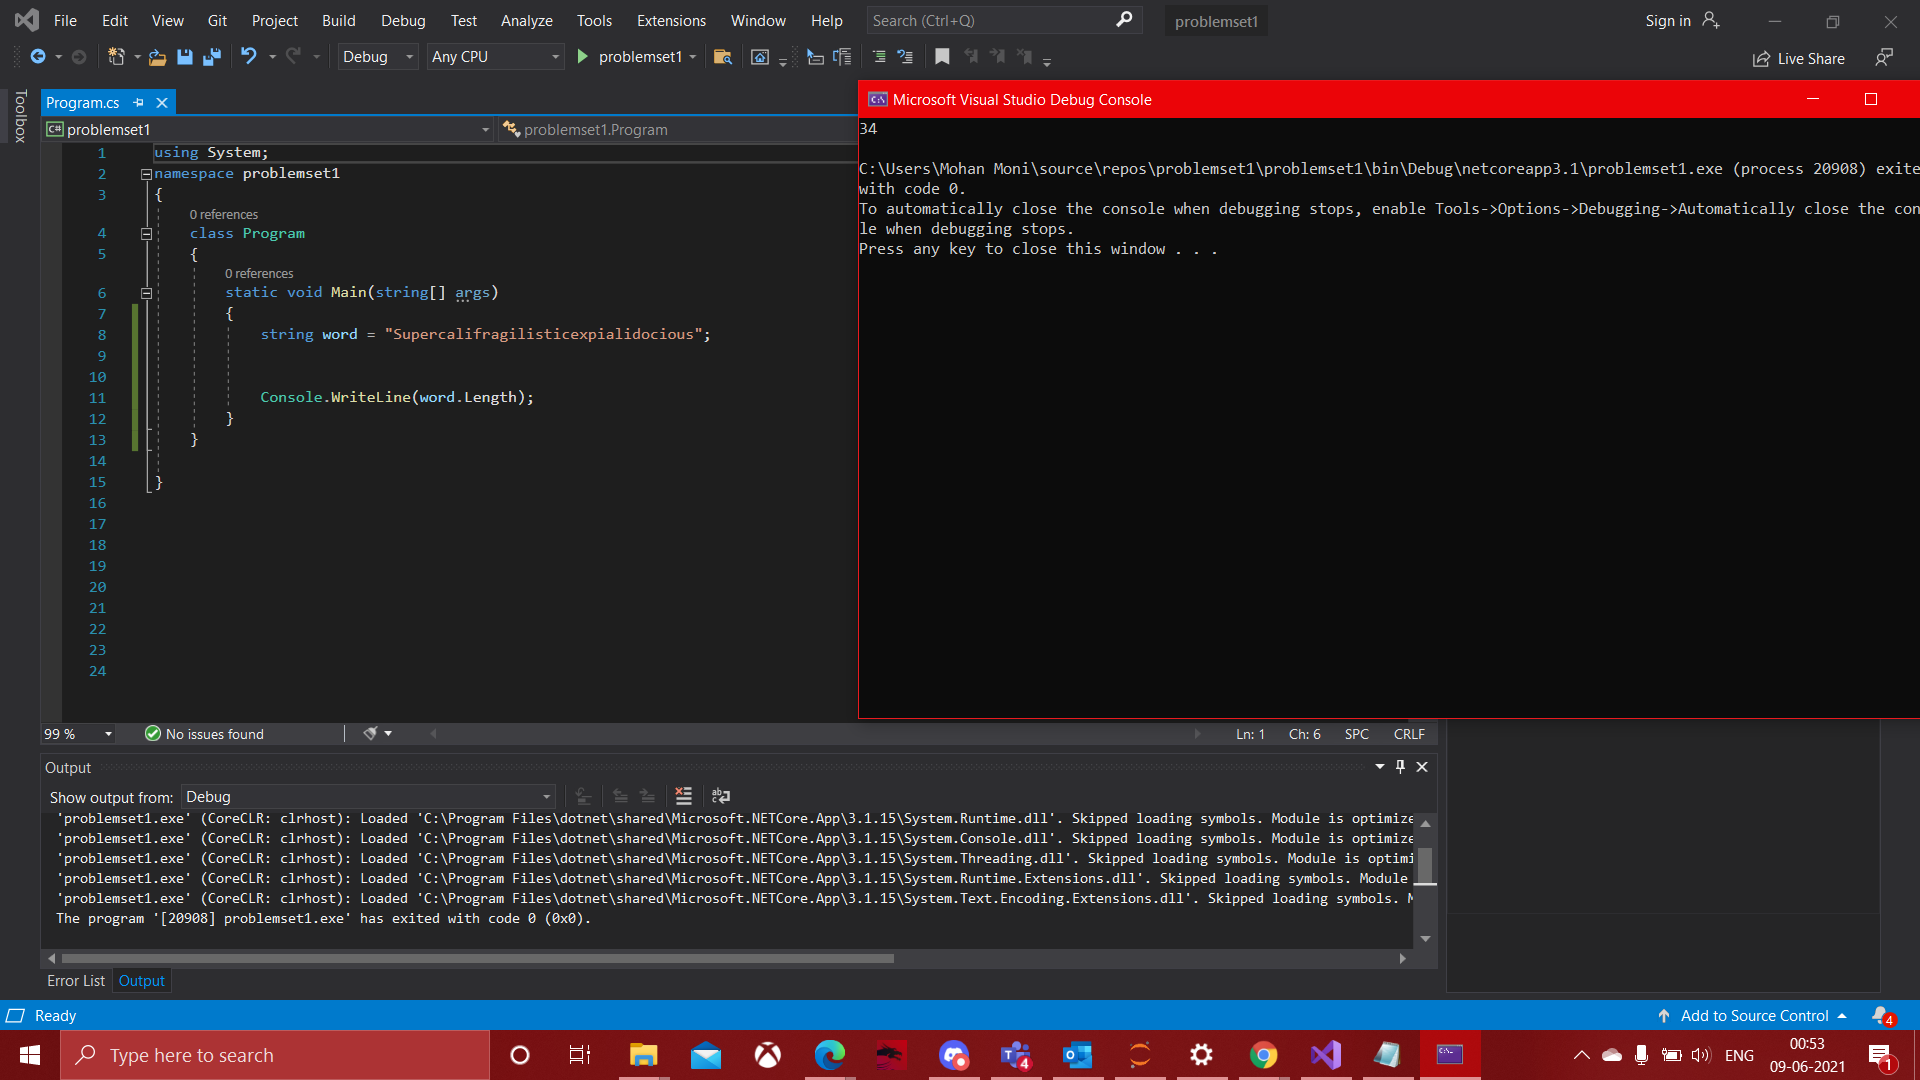 File Edit View Git Project Build Debug Test Analyze Tools Extensions Window Help Search (Ctrl+Q) problemset1 Sign in
Debug Any CPU problemset1 Live Share
Toolbox
Program.cs
C# problemset1 problemset1.Program
1 using System;
2 namespace problemset1
3 {
0 references
4 class Program
5 {
0 references
6 static void Main(string[] args)
7 {
8 string word = "Supercalifragilisticexpialidocious";
9
10
11 Console.WriteLine(word.Length);
12 }
13 }
14
15 }
16
17
18
19
20
21
22
23
24
Microsoft Visual Studio Debug Console
34
C:\Users\Mohan Moni\source\repos\problemset1\problemset1\bin\Debug\netcoreapp3.1\problemset1.exe (process 20908) exite
with code 0.
To automatically close the console when debugging stops, enable Tools->Options->Debugging->Automatically close the con
le when debugging stops.
Press any key to close this window . . .
99 % No issues found Ln: 1 Ch: 6 SPC CRLF
Output
Show output from: Debug
'problemset1.exe' (CoreCLR: clrhost): Loaded 'C:\Program Files\dotnet\shared\Microsoft.NETCore.App\3.1.15\System.Runtime.dll'. Skipped loading symbols. Module is optimize
'problemset1.exe' (CoreCLR: clrhost): Loaded 'C:\Program Files\dotnet\shared\Microsoft.NETCore.App\3.1.15\System.Console.dll'. Skipped loading symbols. Module is optimize
'problemset1.exe' (CoreCLR: clrhost): Loaded 'C:\Program Files\dotnet\shared\Microsoft.NETCore.App\3.1.15\System.Threading.dll'. Skipped loading symbols. Module is optimi
'problemset1.exe' (CoreCLR: clrhost): Loaded 'C:\Program Files\dotnet\shared\Microsoft.NETCore.App\3.1.15\System.Runtime.Extensions.dll'. Skipped loading symbols. Module
'problemset1.exe' (CoreCLR: clrhost): Loaded 'C:\Program Files\dotnet\shared\Microsoft.NETCore.App\3.1.15\System.Text.Encoding.Extensions.dll'. Skipped loading symbols. M
The program '[20908] problemset1.exe' has exited with code 0 (0x0).
Error List Output
Ready Add to Source Control 4
Type here to search 4 ENG 00:53
09-06-2021 1